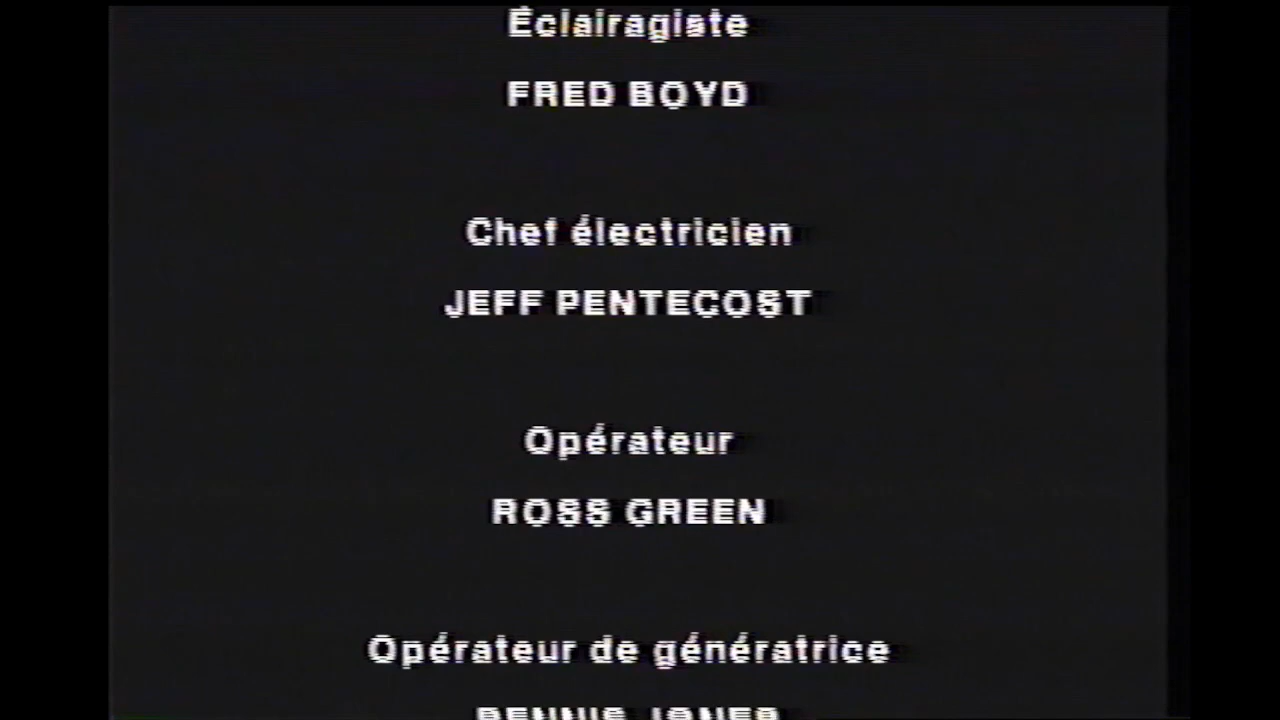 Éclairagiste
FRED BOYD
Chef électricien
JEFF PENTECOST
Opérateur
ROSS GREEN
Opérateur de génératrice